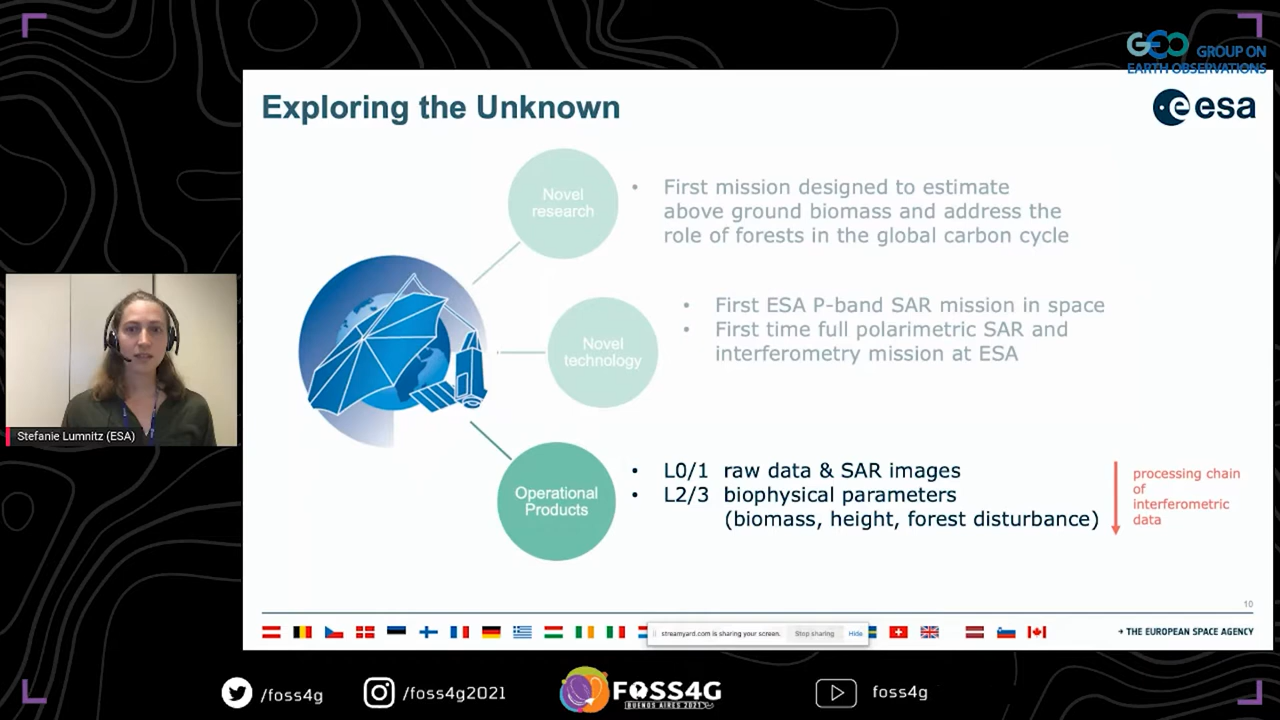 GEO GROUP ON
EARTH OBSERVATIONS
Exploring the Unknown
esa
Novel
research
• First mission designed to estimate
above ground biomass and address the
role of forests in the global carbon cycle
Novel
technology
• First ESA P-band SAR mission in space
• First time full polarimetric SAR and
interferometry mission at ESA
Stefanie Lumnitz (ESA)
Operational
Products
• L0/1 raw data & SAR images
• L2/3 biophysical parameters
(biomass, height, forest disturbance)
processing chain
of
interferometric
data
10
streamyard.com is sharing your screen. Stop sharing Hide
→ THE EUROPEAN SPACE AGENCY
/foss4g
/foss4g2021
FOSS4G
BUENOS AIRES 2021
foss4g